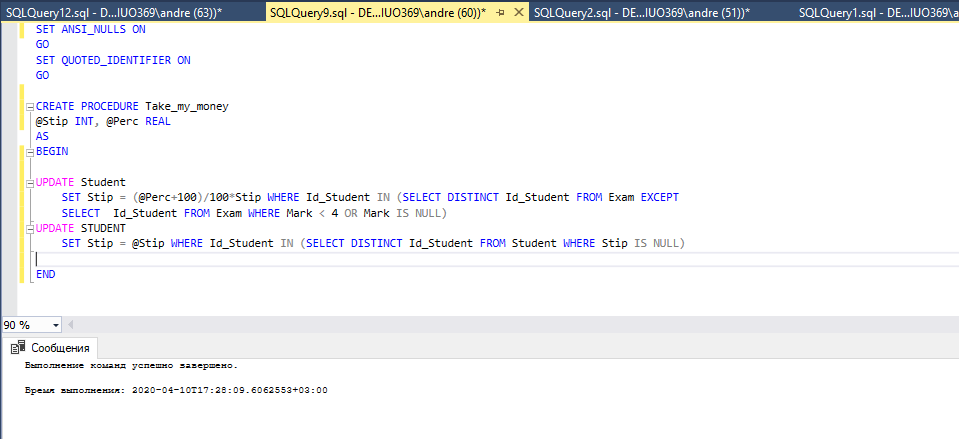 SQLQuery12.sql - D...IUO369\andre (63))* SQLQuery9.sql - DE...IUO369\andre (60))* SQLQuery2.sql - DE...IUO369\andre (51))* SQLQuery1.sql - DE...IUO369\a
SET ANSI_NULLS ON
GO
SET QUOTED_IDENTIFIER ON
GO
CREATE PROCEDURE Take_my_money
@Stip INT, @Perc REAL
AS
BEGIN
UPDATE Student
SET Stip = (@Perc+100)/100*Stip WHERE Id_Student IN (SELECT DISTINCT Id_Student FROM Exam EXCEPT
SELECT Id_Student FROM Exam WHERE Mark < 4 OR Mark IS NULL)
UPDATE STUDENT
SET Stip = @Stip WHERE Id_Student IN (SELECT DISTINCT Id_Student FROM Student WHERE Stip IS NULL)
END
90 %
Сообщения
Выполнение команд успешно завершено.
Время выполнения: 2020-04-10T17:28:09.6062553+03:00